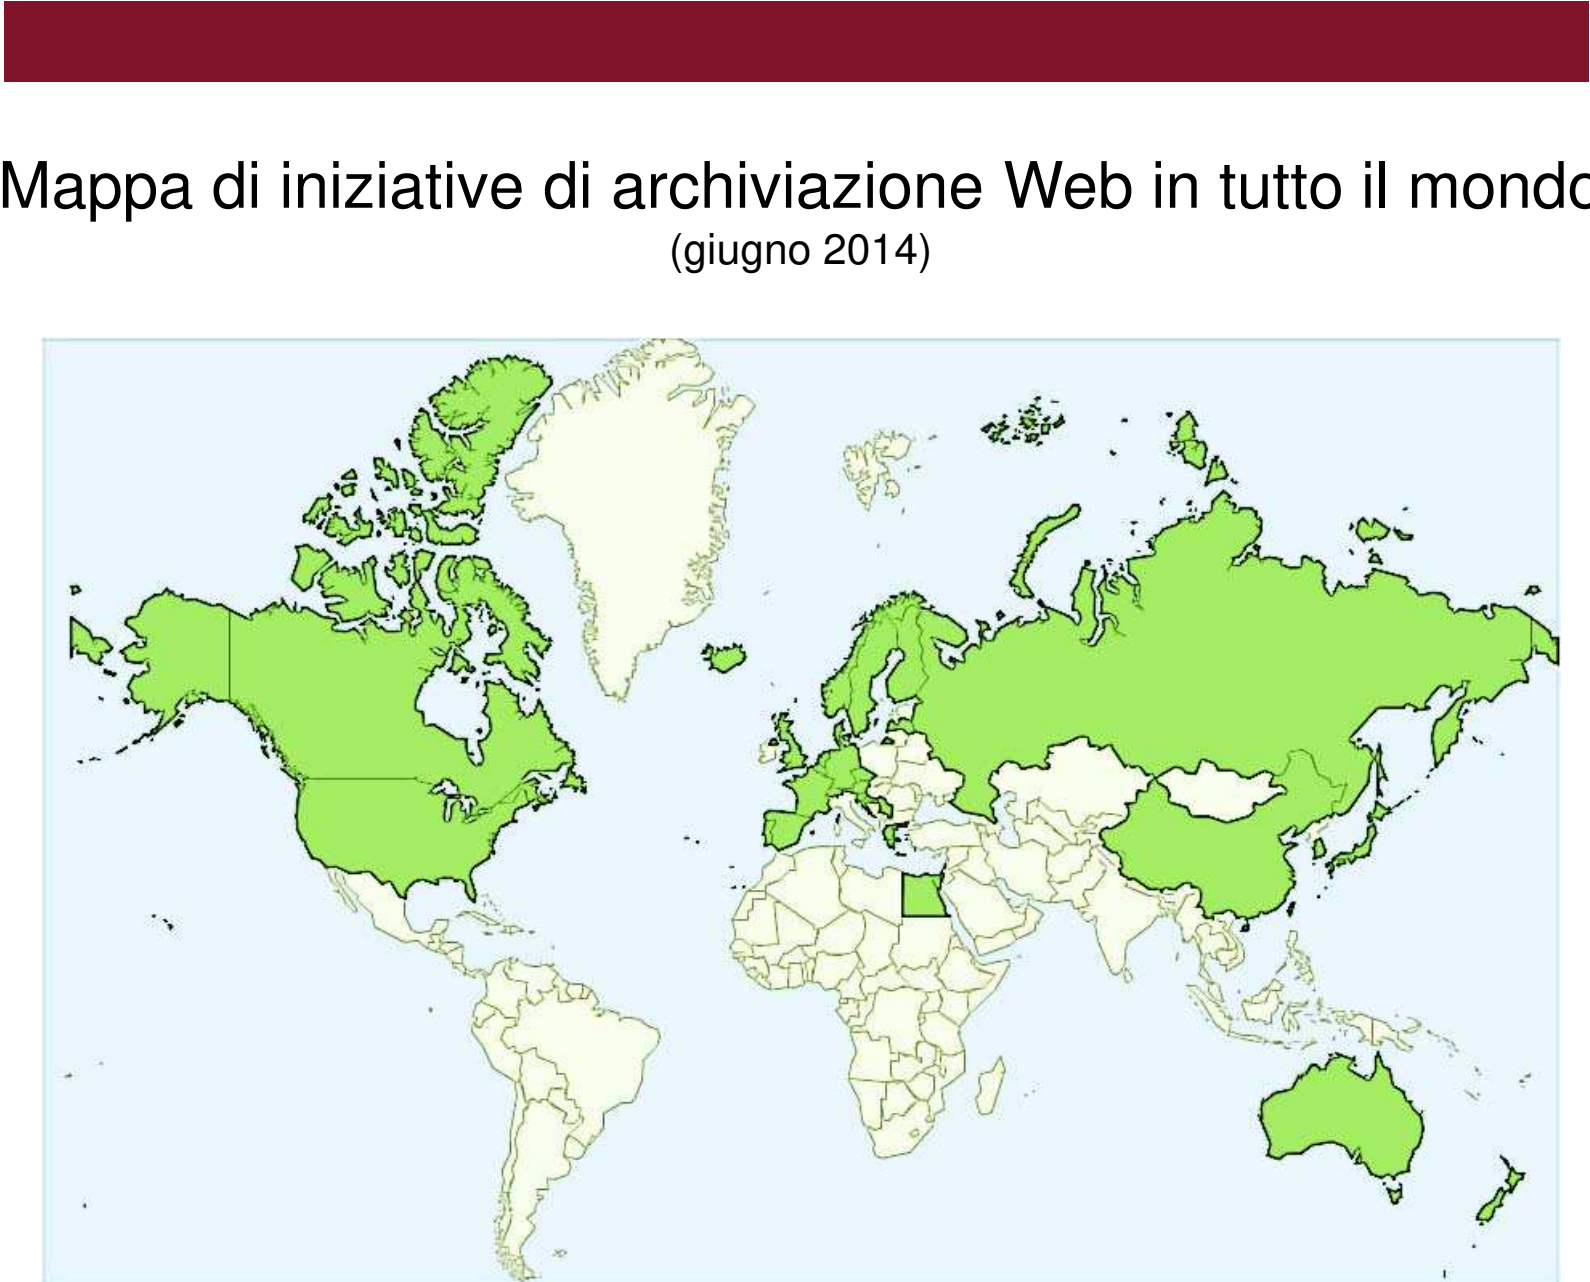 Mappa di iniziative di archiviazione Web in tutto il mondo
(giugno 2014)